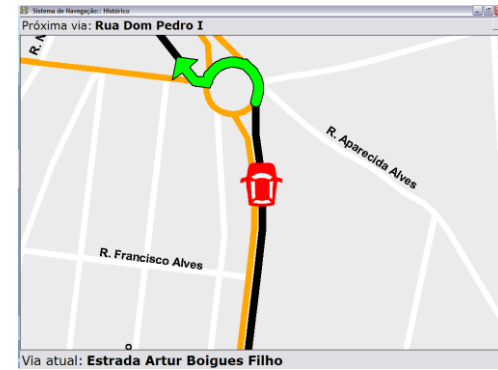 Sistema de Navegação:: Histórico
Próxima via: Rua Dom Pedro I
R. Aparecida Alves
R. Francisco Alves
Via atual: Estrada Artur Boigues Filho